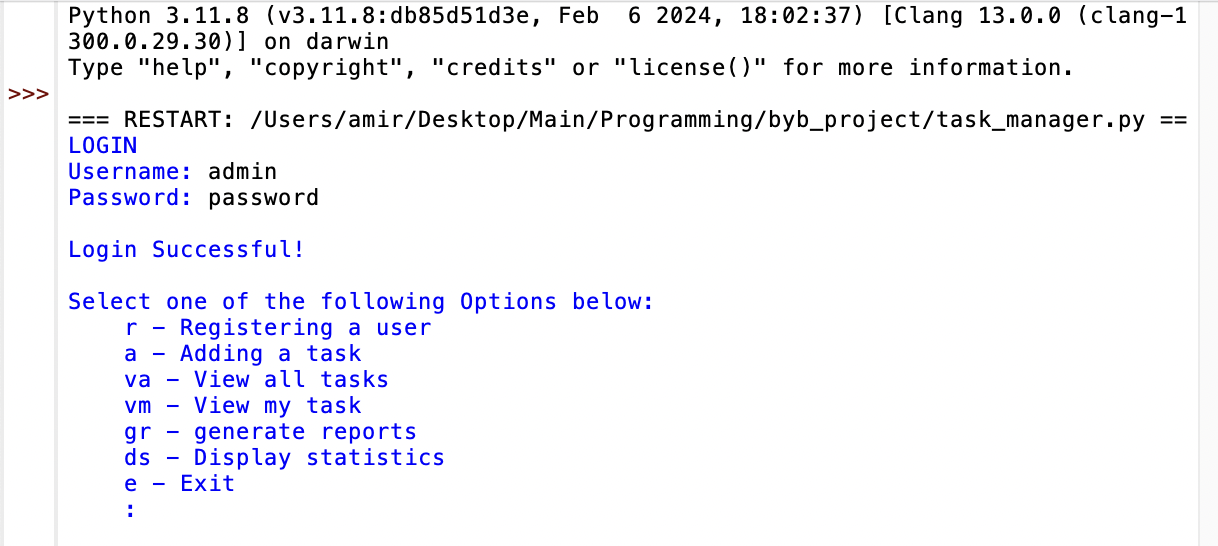 Python 3.11.8 (v3.11.8:db85d51d3e, Feb  6 2024, 18:02:37) [Clang 13.0.0 (clang-1
300.0.29.30)] on darwin
Type "help", "copyright", "credits" or "license()" for more information.
>>>
=== RESTART: /Users/amir/Desktop/Main/Programming/byb_project/task_manager.py ==
LOGIN
Username: admin
Password: password
Login Successful!
Select one of the following Options below:
    r – Registering a user
    a – Adding a task
    va – View all tasks
    vm – View my task
    gr – generate reports
    ds – Display statistics
    e – Exit
    :